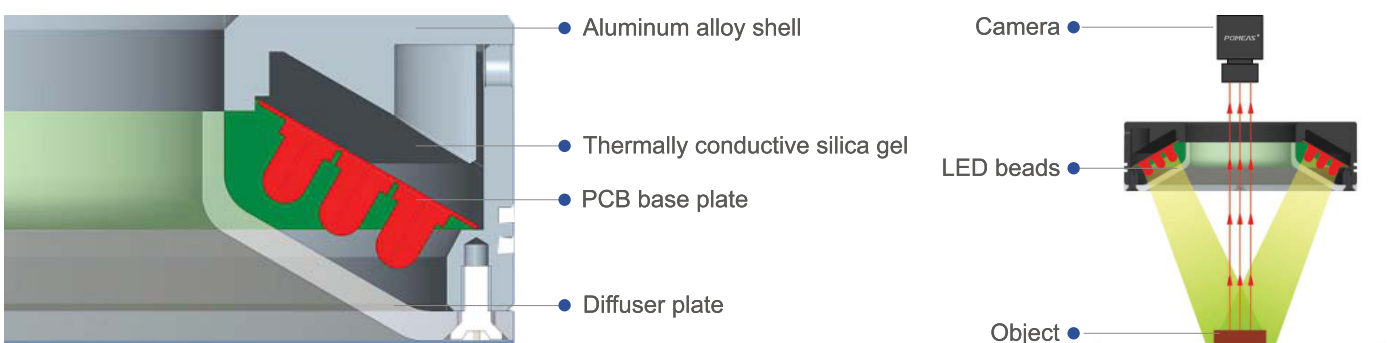 Aluminum alloy shell
Thermally conductive silica gel
PCB base plate
Diffuser plate
Camera
POMEAS
LED beads
Object